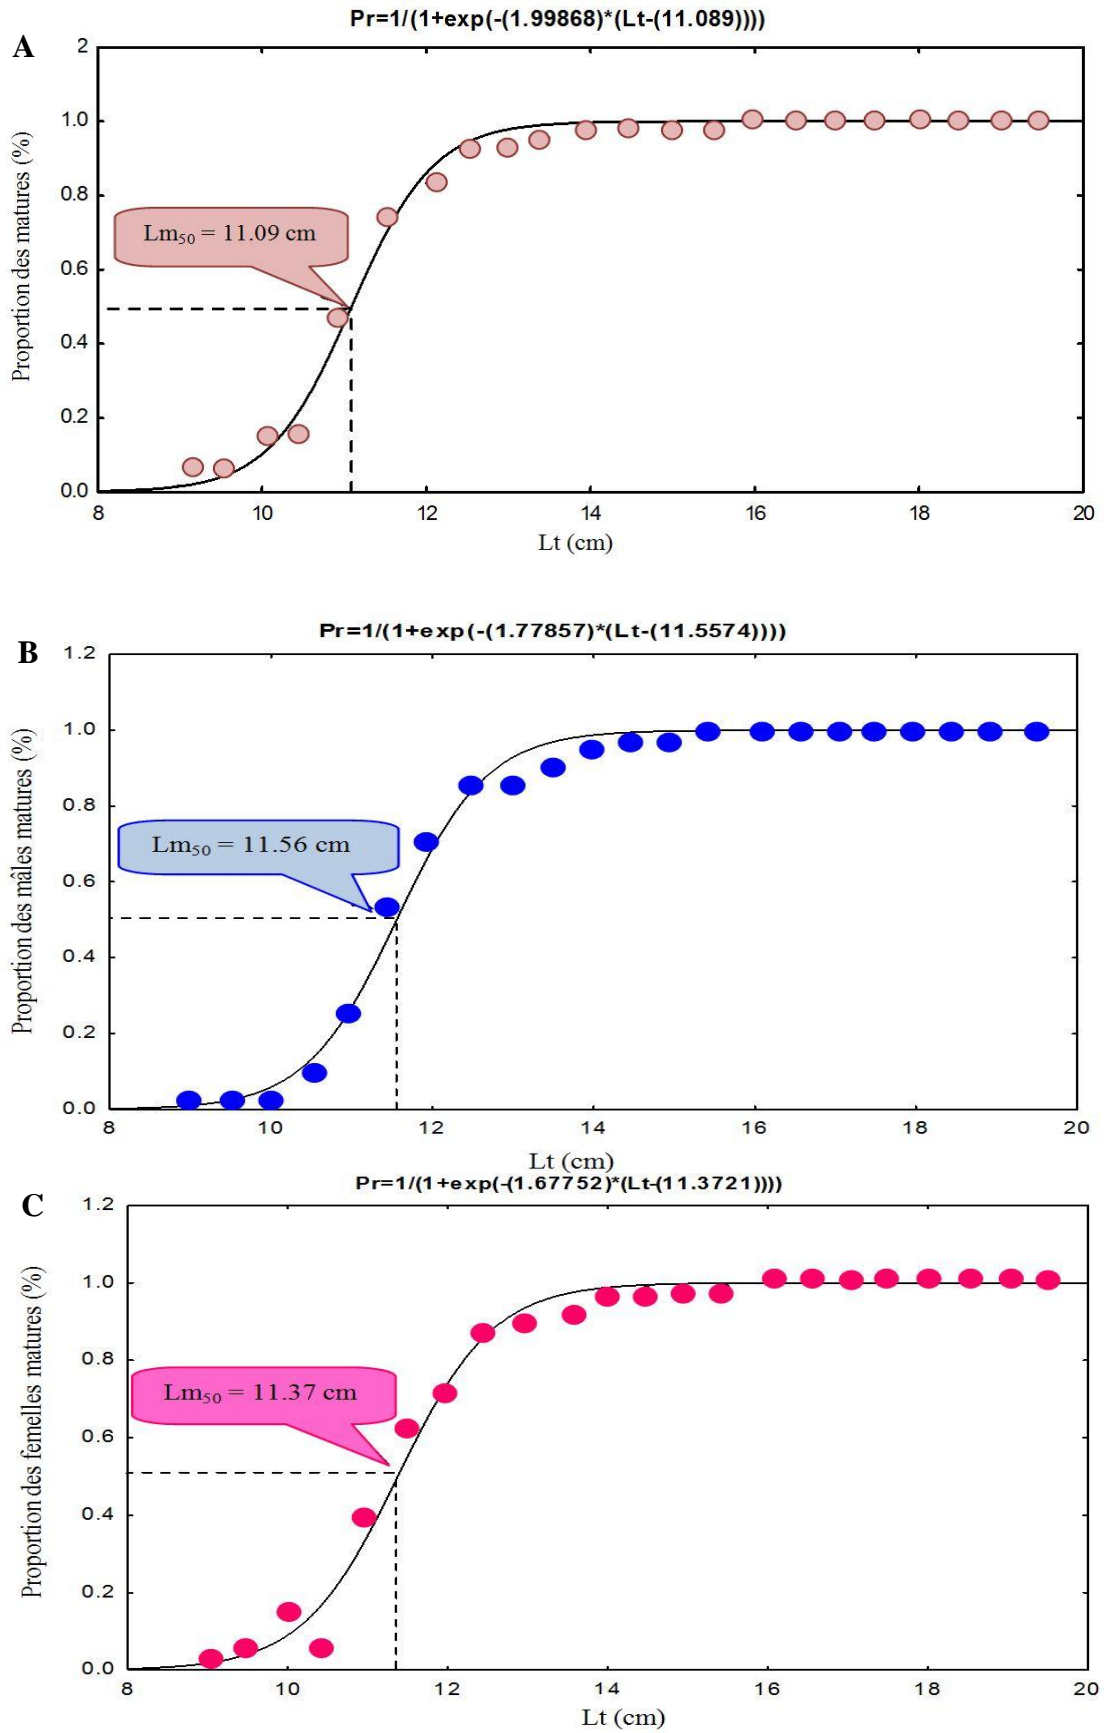 Pr=1/(1+exp(-(1.99868)*(Lt-(11.089))))
A
2
1.0
0.8
0.6
0.4
0.2
0.0
Proportion des matures (%)
Lm50 = 11.09 cm
8 10 12 14 16 18 20
Lt (cm)
Pr=1/(1+exp(-(1.77857)*(Lt-(11.5574))))
B
1.2
1.0
0.8
0.6
0.4
0.2
0.0
Proportion des mâles matures (%)
Lm50 = 11.56 cm
8 10 12 14 16 18 20
Lt (cm)
Pr=1/(1+exp(-(1.67752)*(Lt-(11.3721))))
C
1.2
1.0
0.8
0.6
0.4
0.2
0.0
Proportion des femelles matures (%)
Lm50 = 11.37 cm
8 10 12 14 16 18 20
Lt (cm)